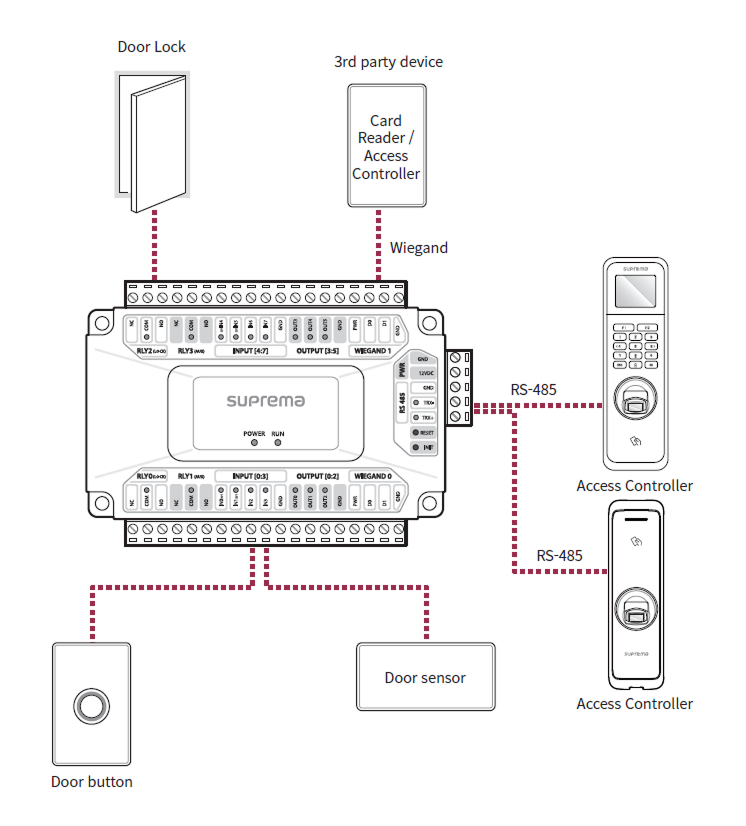 Door Lock
3rd party device
Card
Reader /
Access
Controller
Wiegand
suprema
NC COM NO NC COM NO IN4 IN5 IN6 IN7 GND OUT3 OUT4 OUT5 GND PWR D0 D1 GND
RLY2 RLY3 INPUT [4:7] OUTPUT [3:5] WIEGAND 1
PWR
GND
12VDC
RS 485
GND
TRX-
TRX+
RESET
INIT
suprema
POWER RUN
RLY0 RLY1 INPUT [0:3] OUTPUT [0:2] WIEGAND 0
NC COM NO NC COM NO IN0 IN1 IN2 IN3 GND OUT0 OUT1 OUT2 GND PWR D0 D1 GND
RS-485
Access Controller
RS-485
suprema
Access Controller
Door sensor
Door button